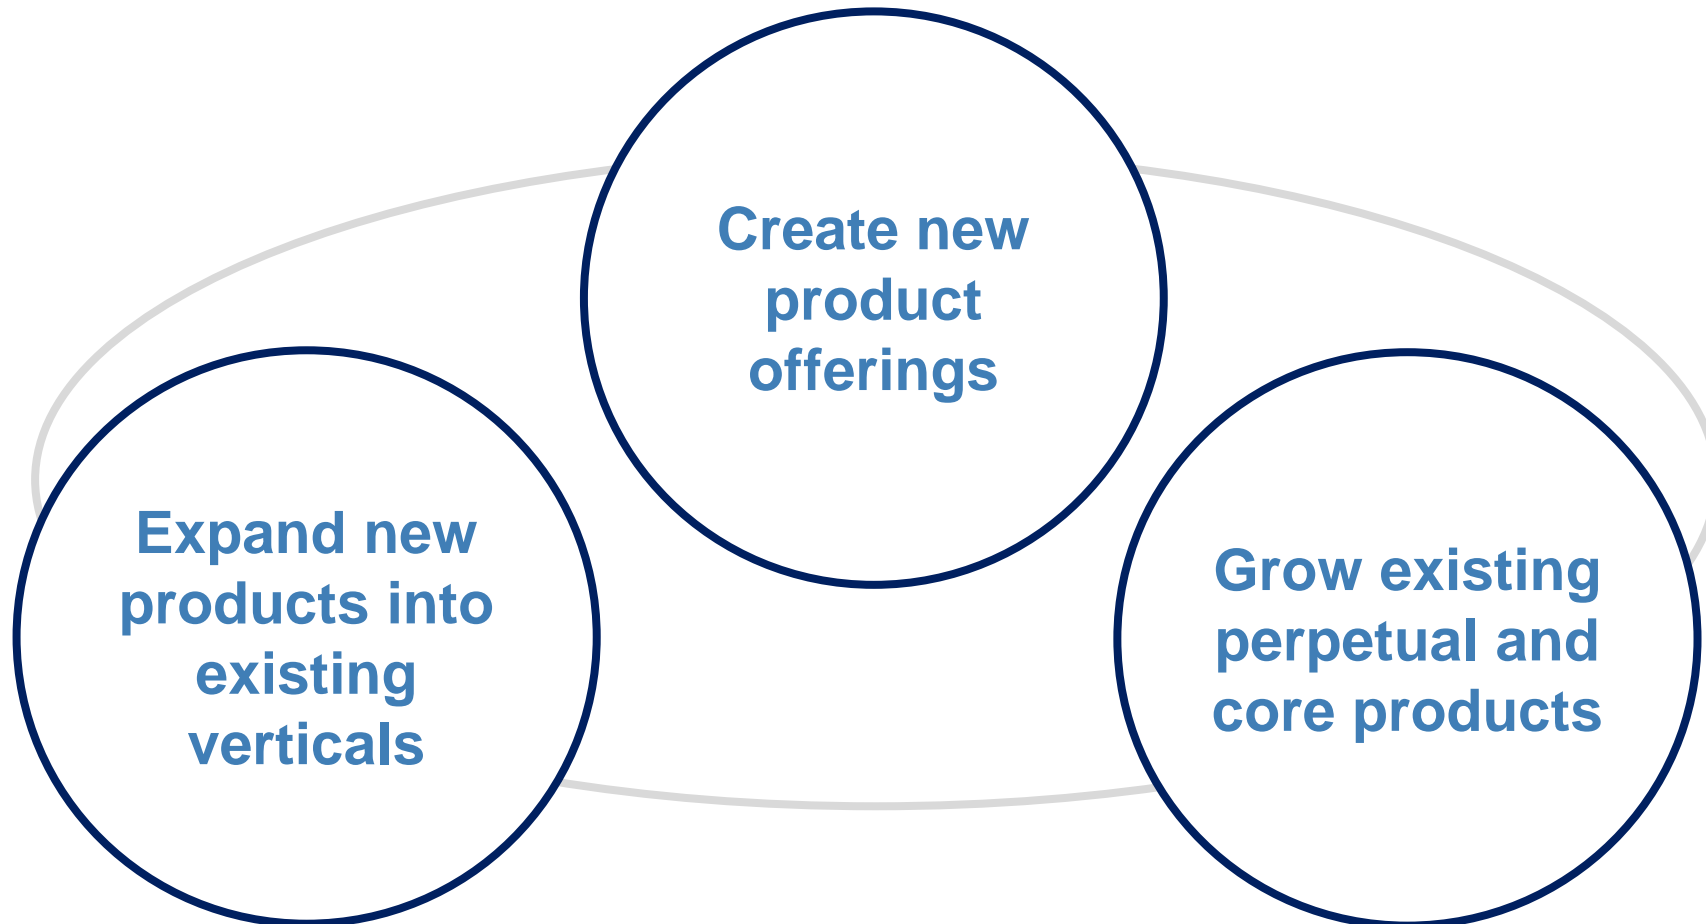 Create new
product
offerings
Expand new
products into
existing
verticals
Grow existing
perpetual and
core products